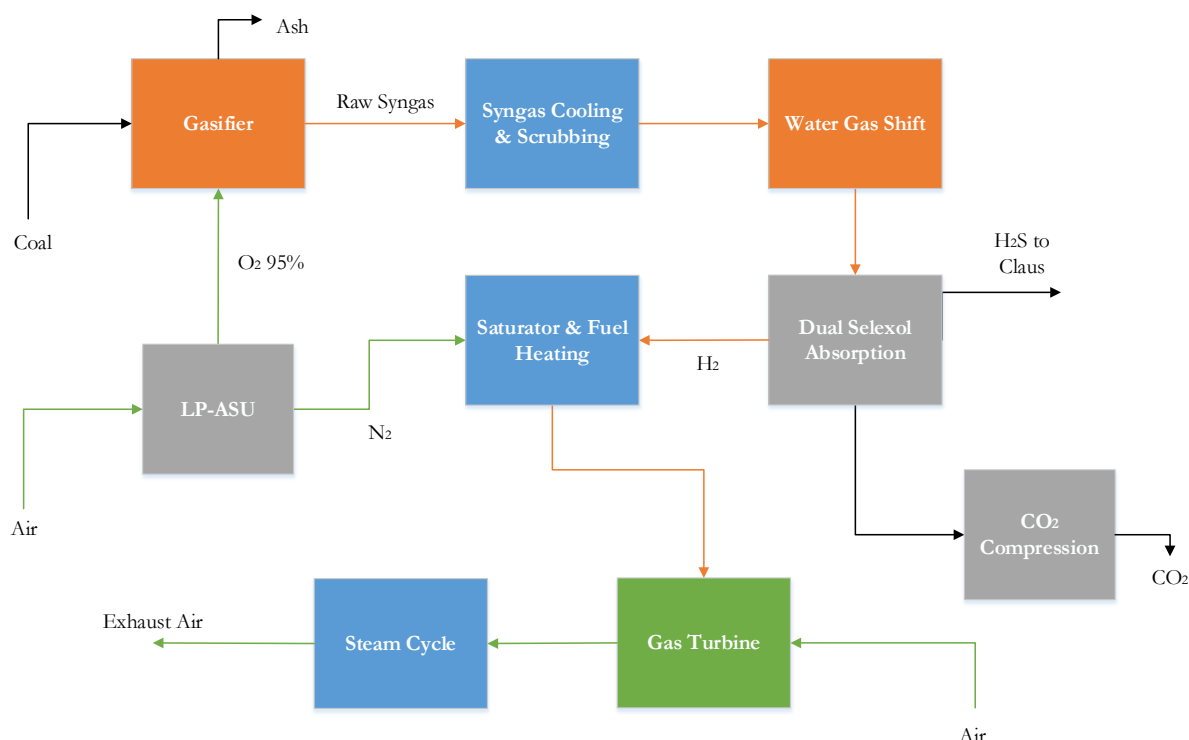 Ash
Gasifier
Raw Syngas
Syngas Cooling
& Scrubbing
Water Gas Shift
Coal
O₂ 95%
H₂S to
Claus
Saturator & Fuel
Heating
Dual Selexol
Absorption
H₂
LP-ASU
N₂
Air
CO₂
Compression
CO₂
Exhaust Air
Steam Cycle
Gas Turbine
Air